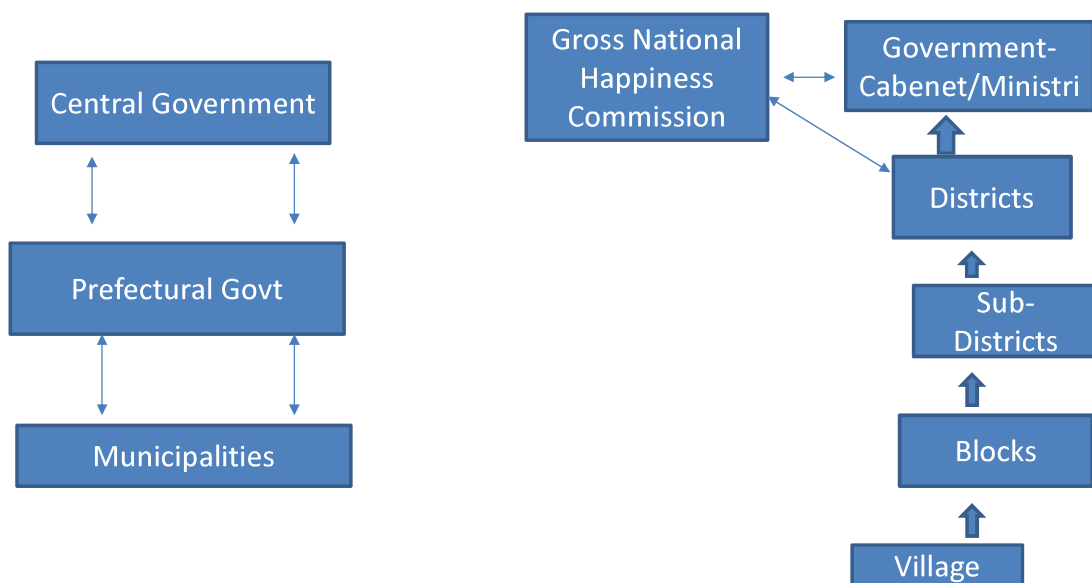 Central Government
Prefectural Govt
Municipalities
Gross National
Happiness
Commission
Government-
Cabenet/Ministri
Districts
Sub-
Districts
Blocks
Village